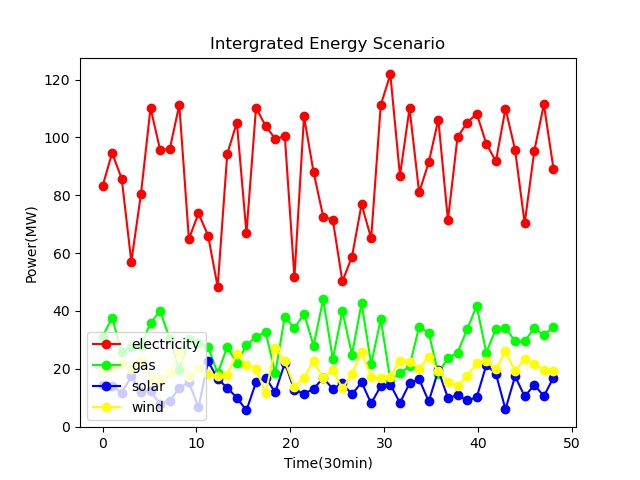 Intergrated Energy Scenario
Power(MW)
120
100
80
60
40
20
0
electricity
gas
solar
wind
0 10 20 30 40 50
Time(30min)